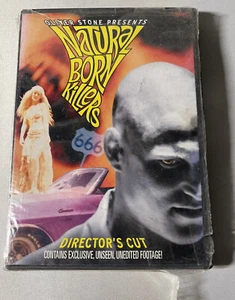 OLIVER STONE PRESENTS
NATURAL
BORN
KILLERS
666
DIRECTOR'S CUT
CONTAINS EXCLUSIVE, UNSEEN, UNEDITED FOOTAGE!